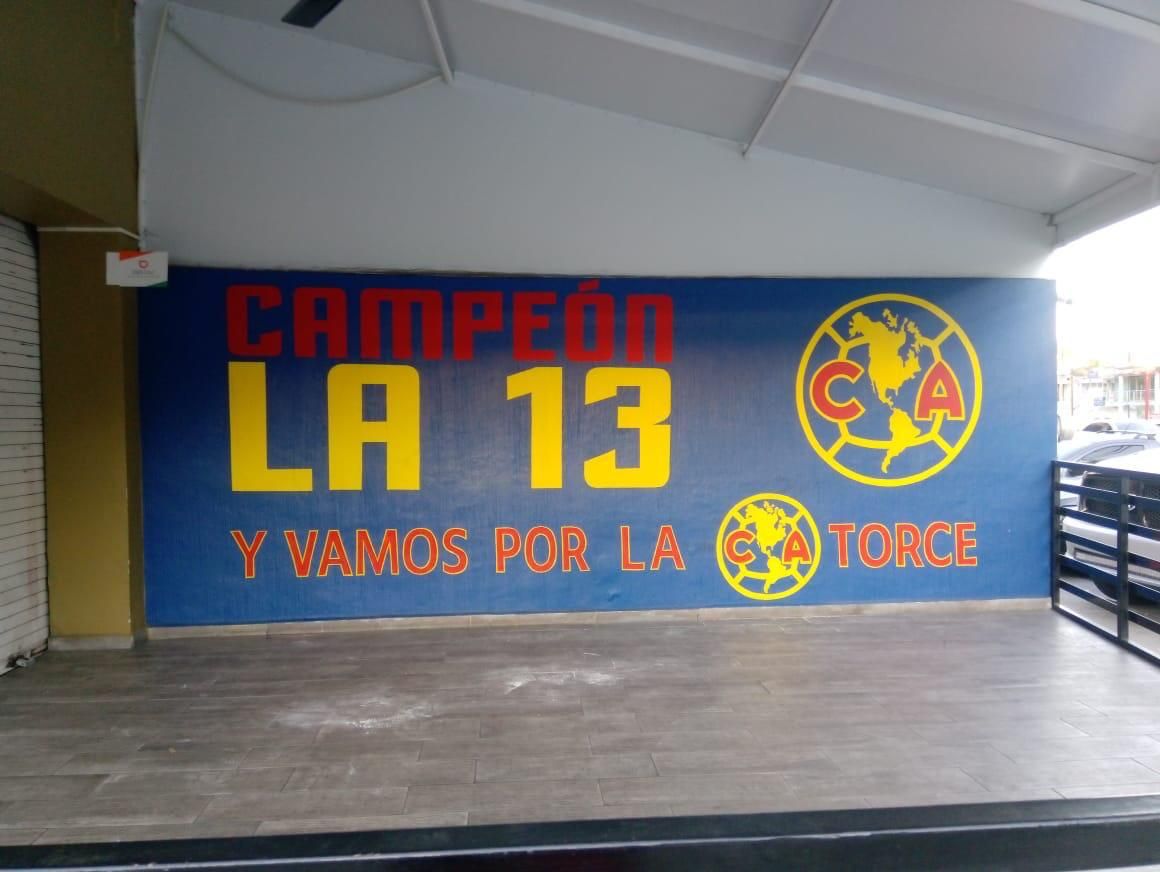 CAMPEÓN
LA 13
CA
Y VAMOS POR LA CA TORCE